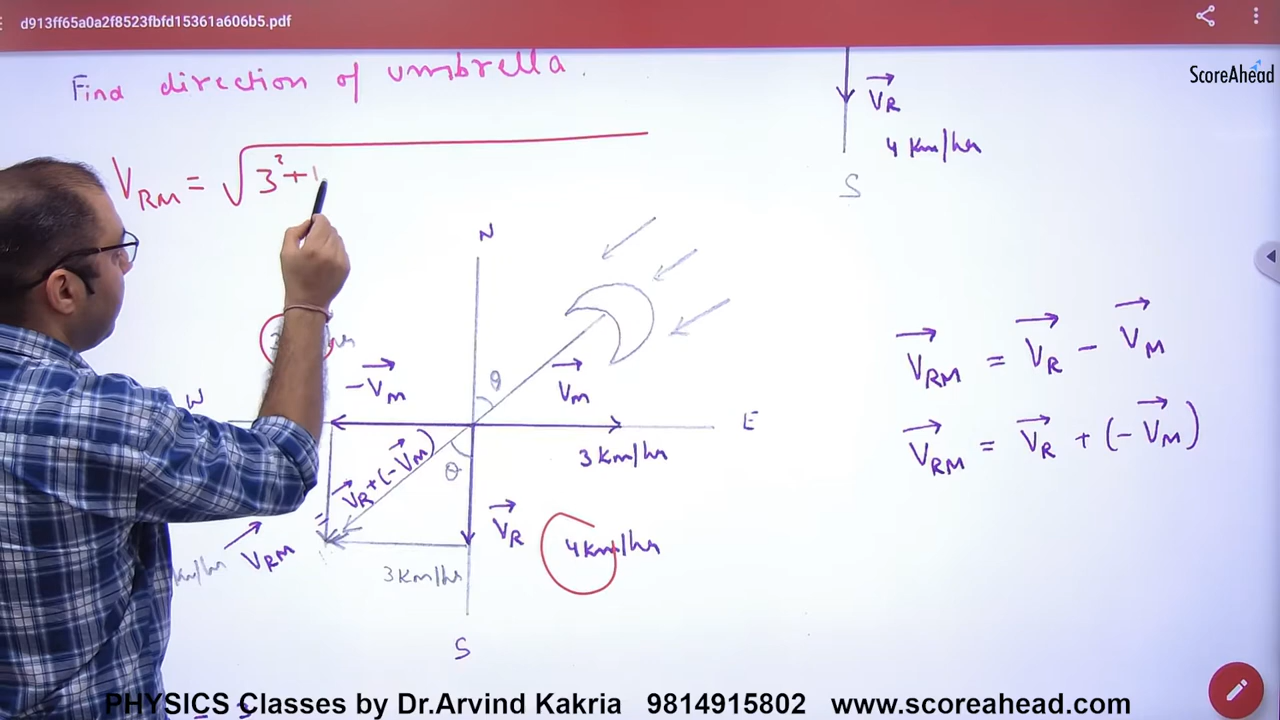 d913ff65a0a2f8523fbfd15361a606b5.pdf
ScoreAhead
Find direction of umbrella.
V_R
4 Km/hr
S
V_RM = √3²+
N
-V_M
θ
V_M
W
E
3 Km/hr
θ
V_R+(-V_M)
V_R
4 Km/hr
km/hr V_RM
3 Km/hr
S
V_RM = V_R - V_M
V_RM = V_R + (-V_M)
PHYSICS Classes by Dr.Arvind Kakria 9814915802 www.scoreahead.com